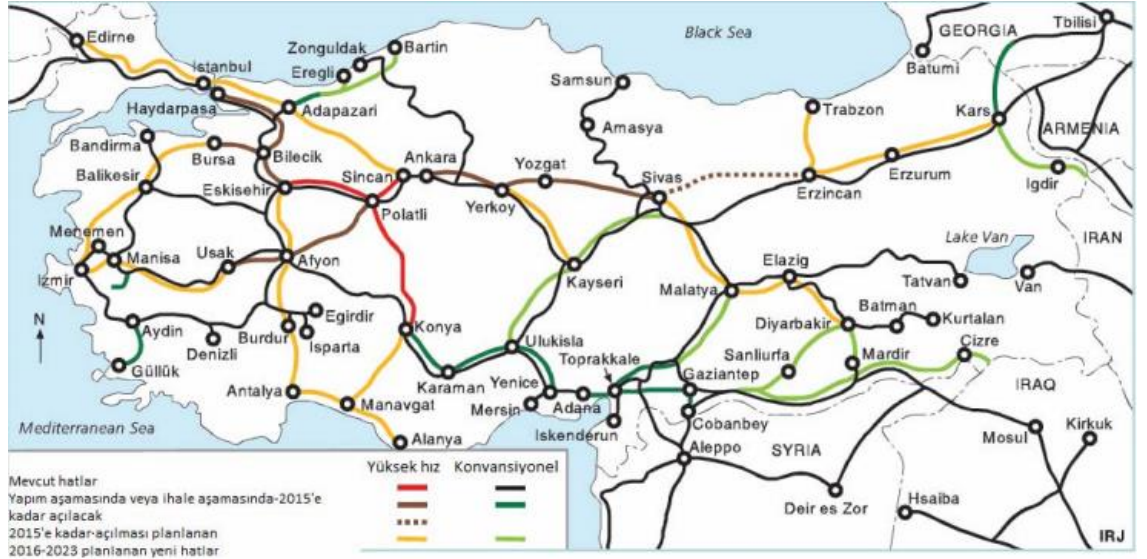 Edirne
Tbilisi
Bartin
Zonguldak
GEORGIA
Black Sea
Istanbul
Eregli
Batumi
Samsun
Haydarpaşa
Adapazari
Trabzon
Kars
Amasya
ARMENIA
Bandirma
Bursa
Bilecik
Ankara
Yozgat
Sincan
Erzurum
Balikesir
Eskisehir
Sivas
Erzincan
Igdir
Yerkoy
Polatli
Menemen
Lake Van
IRAN
Manisa
Usak
Afyon
Elazig
Izmir
Kayseri
Tatvan
Van
Malatya
Batman
N
Egirdir
Diyarbakir
Kurtalan
Aydin
Konya
Burdur
Ulukisla
Cizre
Denizli
Isparta
Toprakkale
Sanliurfa
Mardir
Güllük
Gaziantep
Karaman
Yenice
IRAQ
Antalya
Manavgat
Mersin
Adana
Cobanbey
Kirkuk
Mediterranean Sea
Iskenderun
Mosul
Alanya
Aleppo
SYRIA
Yüksek hız
Konvansiyonel
Mevcut hatlar
Yapım aşamasında veya ihale aşamasında-2015'e
kadar açılacak
2015'e kadar-açılması planlanan
2016-2023 planlanan yeni hatlar
Deir es Zor
Hsaiba
IRJ